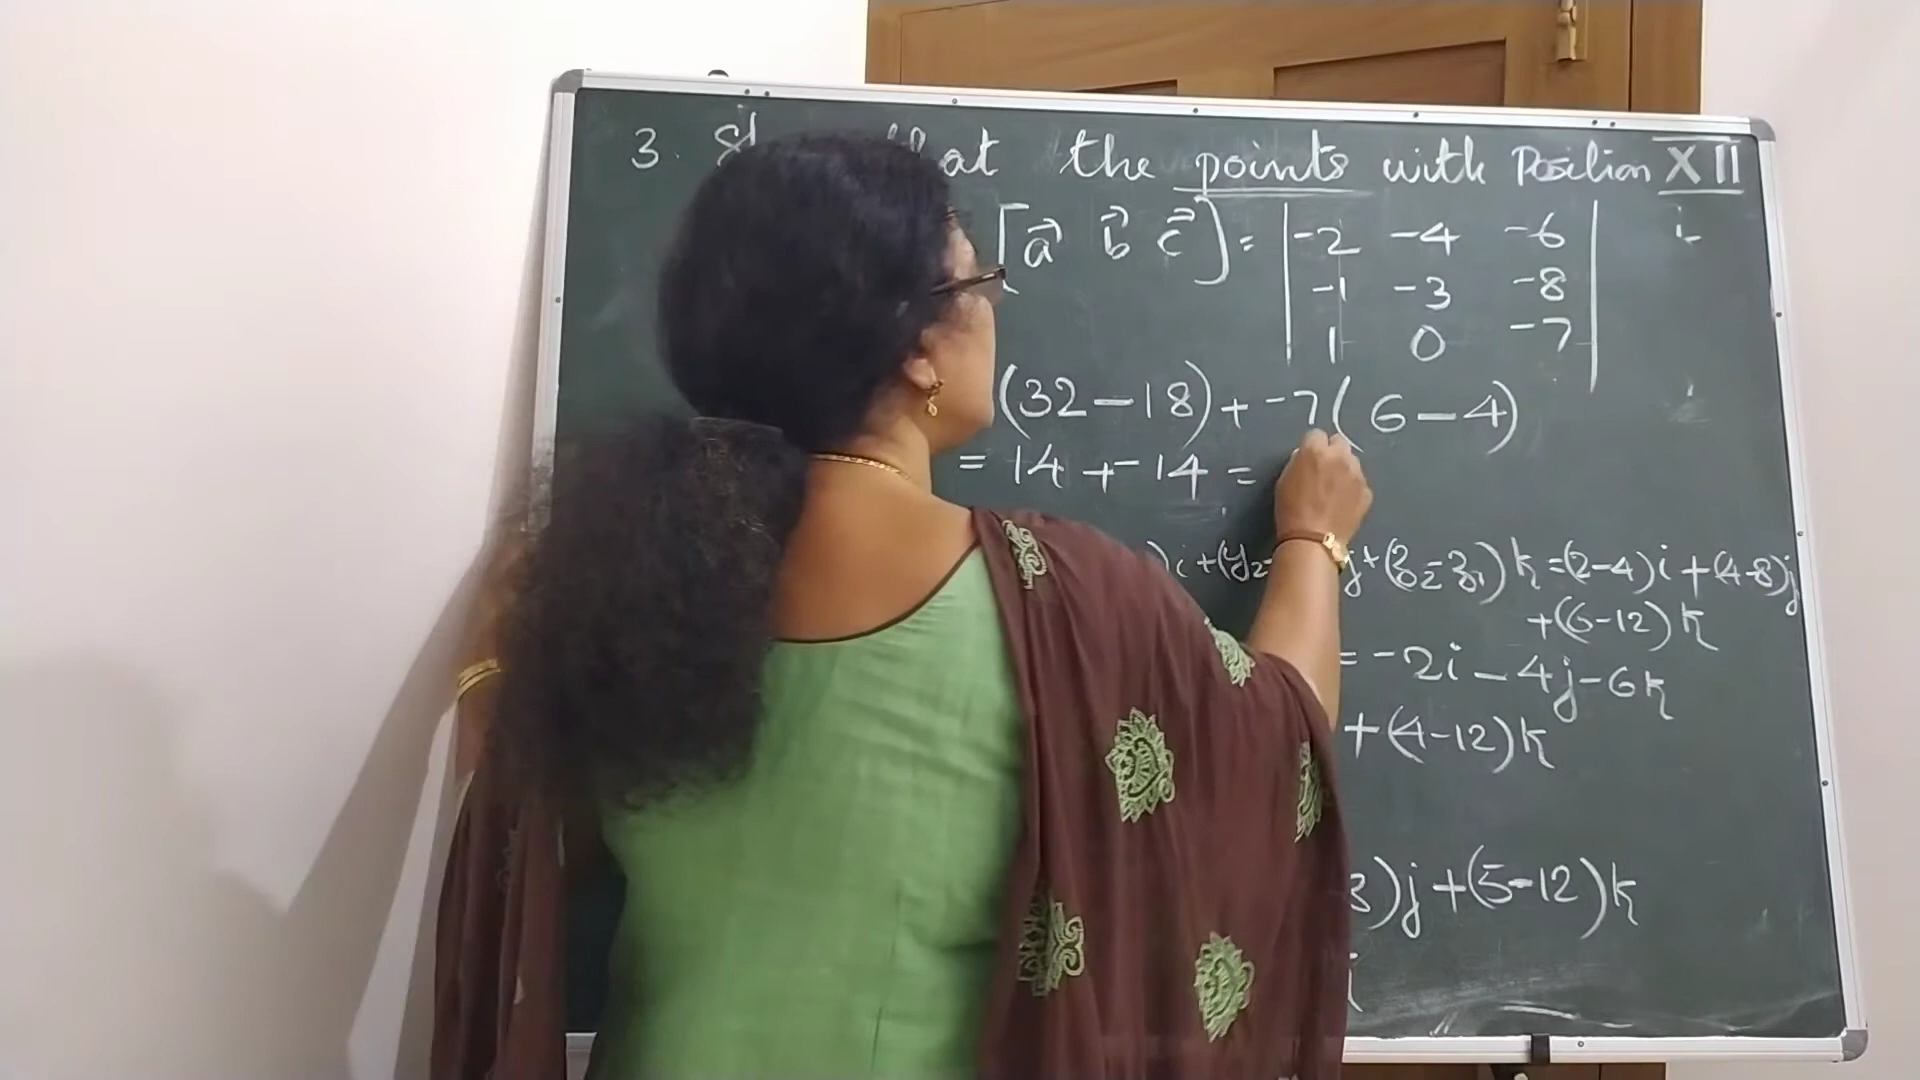 3. that the points with Position XII
[a⃗ b⃗ c⃗] = | -2 -4 -6 | i
| -1 -3 -8 |
| 1 0 -7 |
(32-18) + -7(6-4)
= 14 + -14 =
)i + (y₂- j + (z₂-z₁)k = (2-4)i + (4-8)j
+(6-12)k
= -2i - 4j - 6k
+ (4-12)k
3)j + (5-12)k